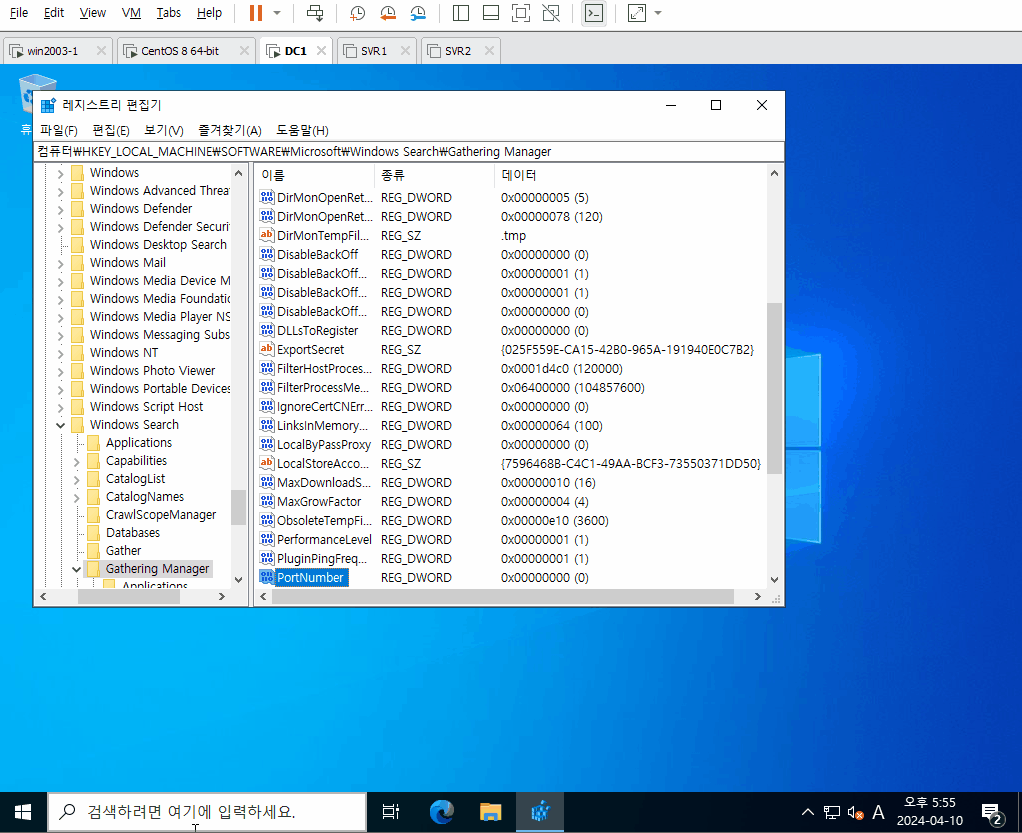 File Edit View VM Tabs Help
win2003-1 CentOS 8 64-bit DC1 SVR1 SVR2
레지스트리 편집기
파일(F) 편집(E) 보기(V) 즐겨찾기(A) 도움말(H)
컴퓨터₩HKEY_LOCAL_MACHINE₩SOFTWARE₩Microsoft₩Windows Search₩Gathering Manager
Windows
Windows Advanced Threa
Windows Defender
Windows Defender Securi
Windows Desktop Search
Windows Mail
Windows Media Device M
Windows Media Foundatio
Windows Media Player NS
Windows Messaging Subs
Windows NT
Windows Photo Viewer
Windows Portable Devices
Windows Script Host
Windows Search
Applications
Capabilities
CatalogList
CatalogNames
CrawlScopeManager
Databases
Gather
Gathering Manager
Applications
이름 종류 데이터
DirMonOpenRet... REG_DWORD 0x00000005 (5)
DirMonOpenRet... REG_DWORD 0x00000078 (120)
DirMonTempFil... REG_SZ .tmp
DisableBackOff REG_DWORD 0x00000000 (0)
DisableBackOff... REG_DWORD 0x00000001 (1)
DisableBackOff... REG_DWORD 0x00000001 (1)
DisableBackOff... REG_DWORD 0x00000000 (0)
DLLsToRegister REG_DWORD 0x00000000 (0)
ExportSecret REG_SZ {025F559E-CA15-42B0-965A-191940E0C7B2}
FilterHostProces... REG_DWORD 0x0001d4c0 (120000)
FilterProcessMe... REG_DWORD 0x06400000 (104857600)
IgnoreCertCNErr... REG_DWORD 0x00000000 (0)
LinksInMemory... REG_DWORD 0x00000064 (100)
LocalByPassProxy REG_DWORD 0x00000000 (0)
LocalStoreAcco... REG_SZ {7596468B-C4C1-49AA-BCF3-73550371DD50}
MaxDownloadS... REG_DWORD 0x00000010 (16)
MaxGrowFactor REG_DWORD 0x00000004 (4)
ObsoleteTempFi... REG_DWORD 0x00000e10 (3600)
PerformanceLevel REG_DWORD 0x00000001 (1)
PluginPingFreq... REG_DWORD 0x00000001 (1)
PortNumber REG_DWORD 0x00000000 (0)
검색하려면 여기에 입력하세요.
A
오후 5:55
2024-04-10
2